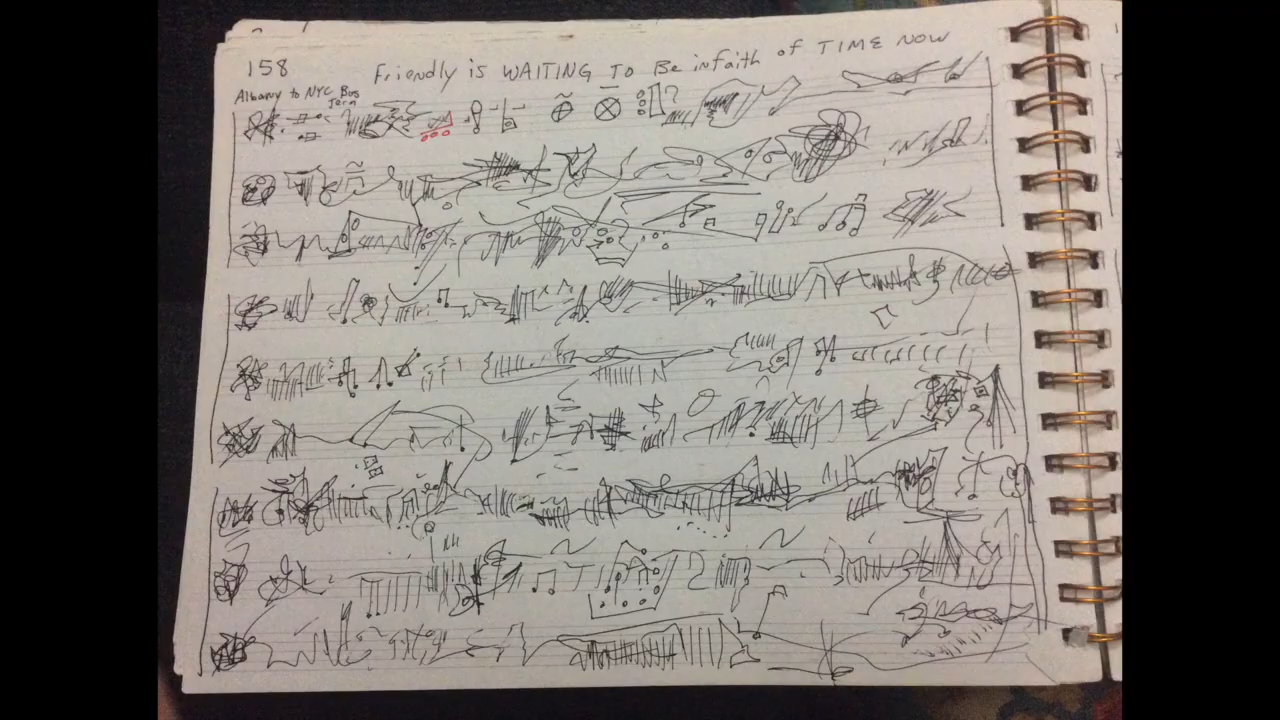 158
Friendly is WAITING TO Be infaith of TIME NOW
Albany to NYC Bus